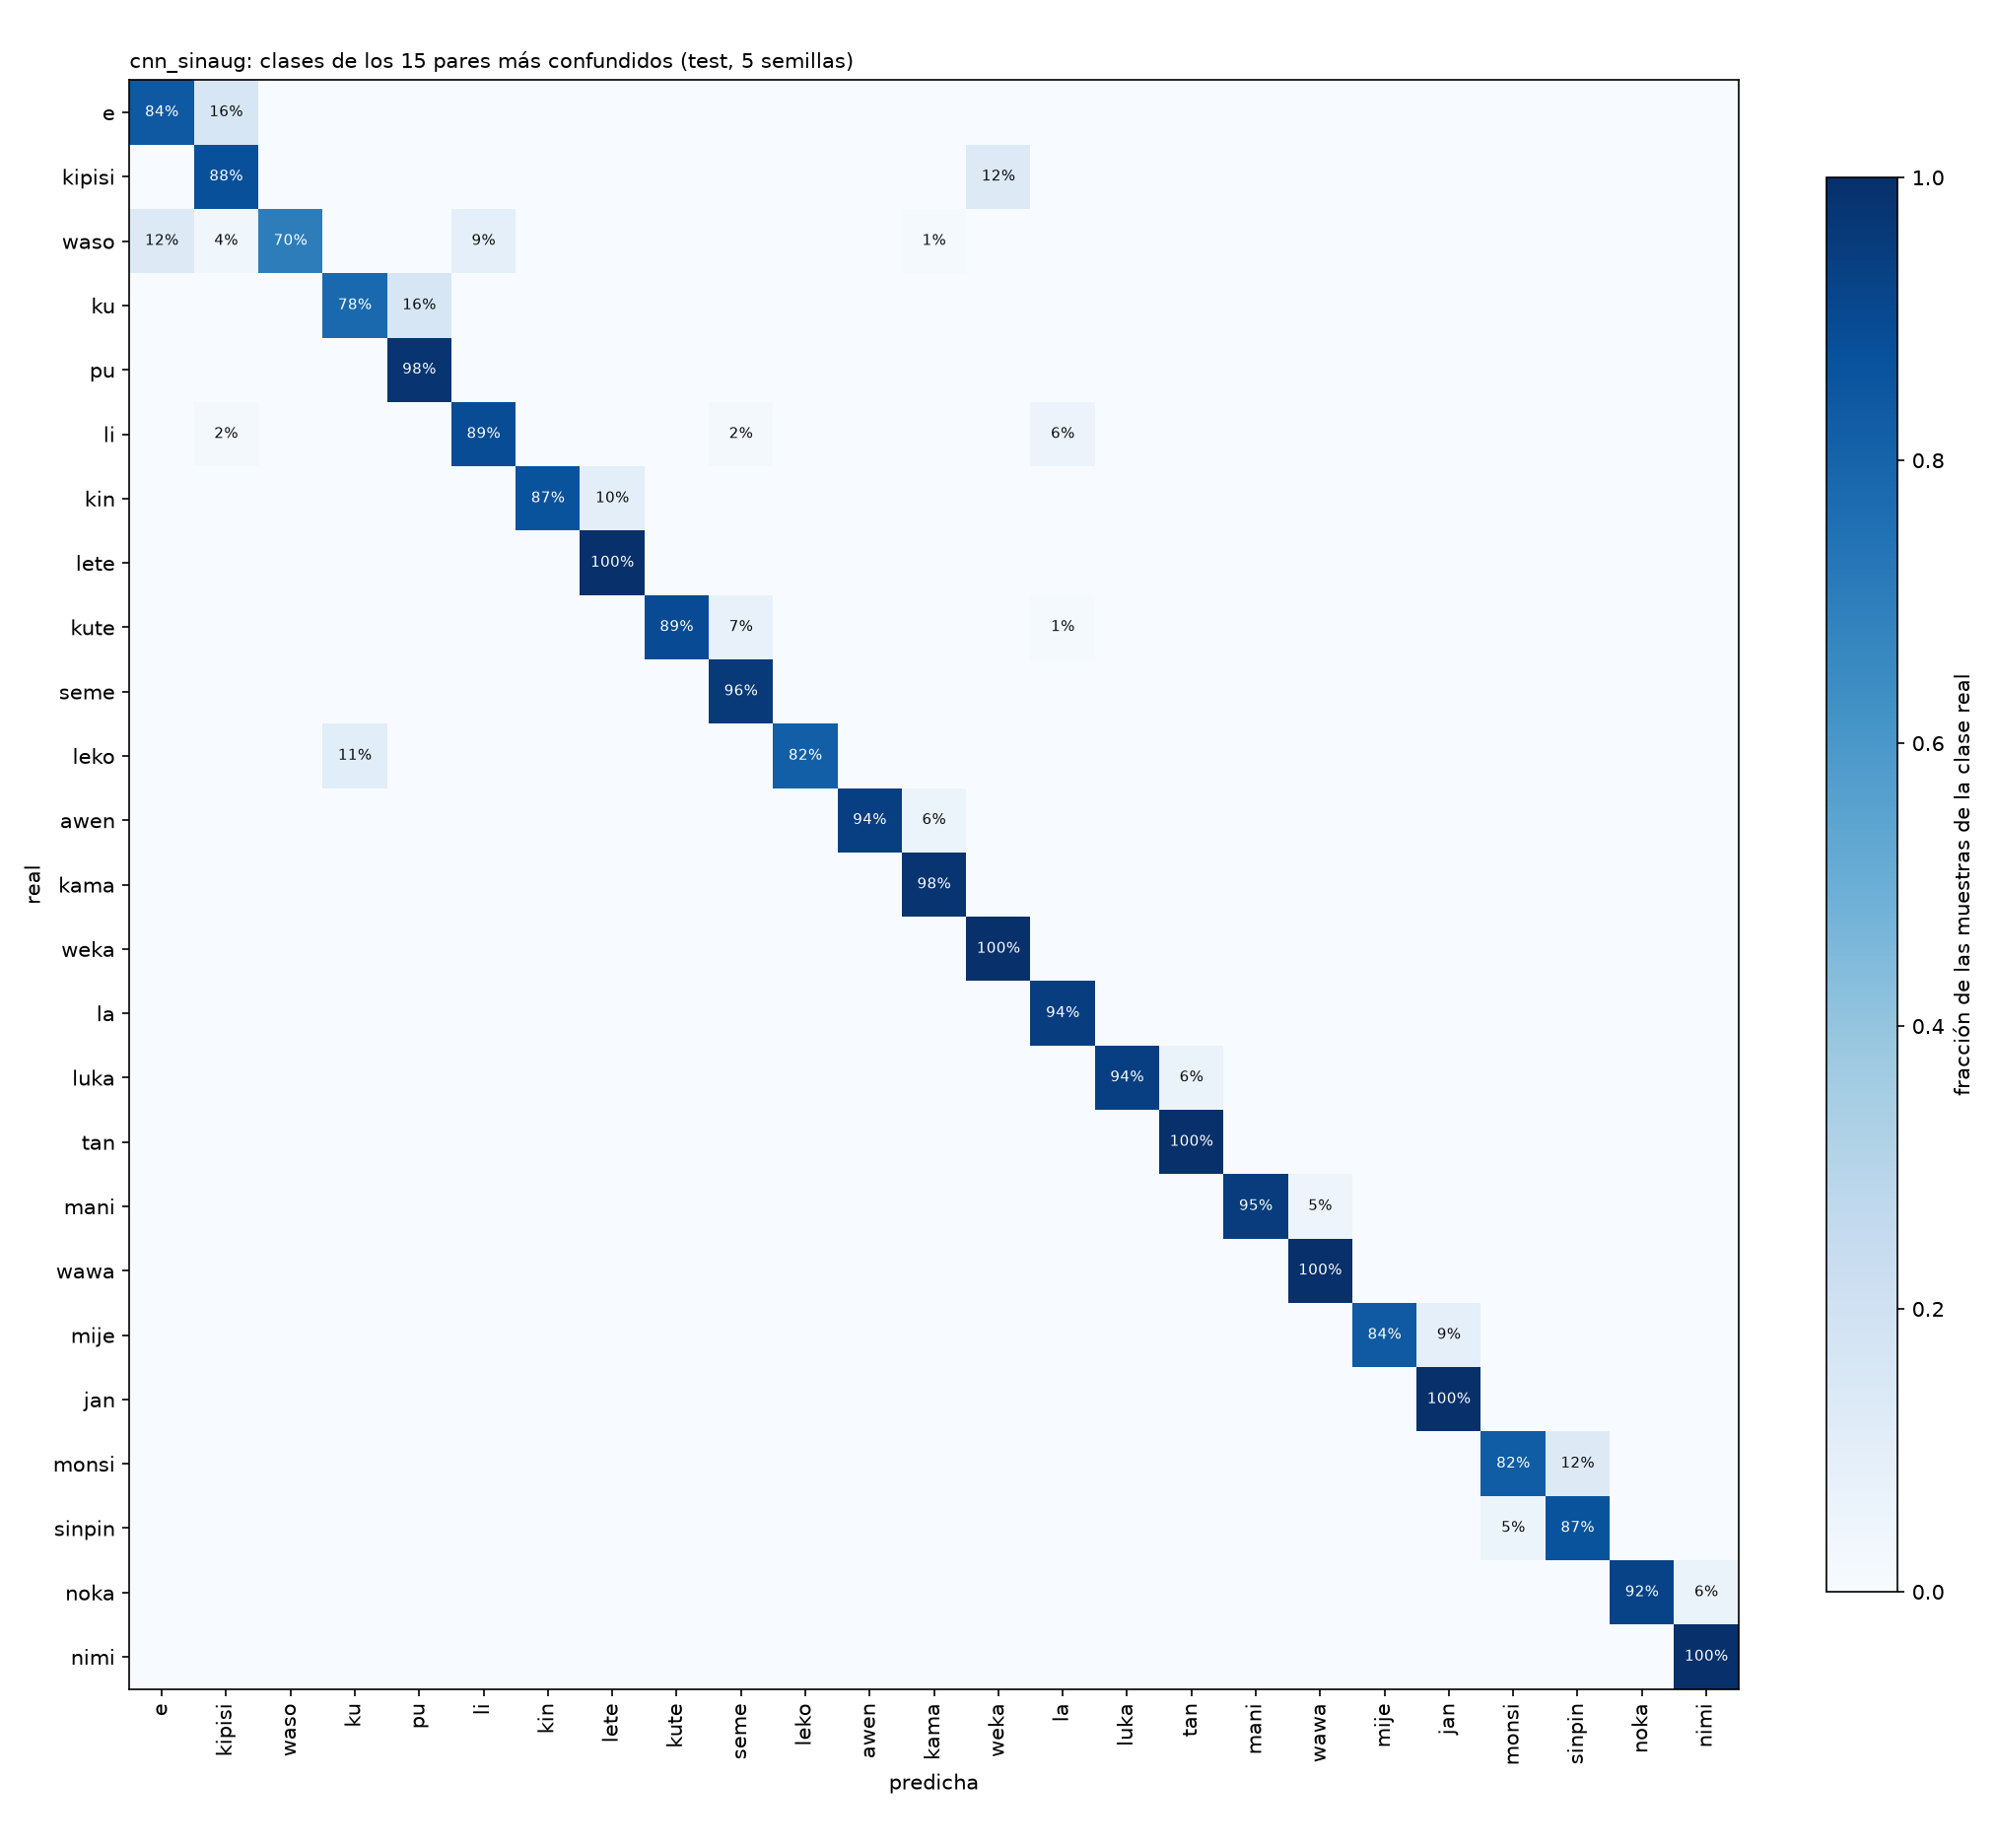 cnn_sinaug: clases de los 15 pares más confundidos (test, 5 semillas)
e 84% 16%
kipisi 88% 12%
waso 12% 4% 70% 9% 1%
ku 78% 16%
pu 98%
li 2% 89% 2% 6%
kin 87% 10%
lete 100%
kute 89% 7% 1%
seme 96%
leko 11% 82%
awen 94% 6%
kama 98%
weka 100%
la 94%
luka 94% 6%
tan 100%
mani 95% 5%
wawa 100%
mije 84% 9%
jan 100%
monsi 82% 12%
sinpin 5% 87%
noka 92% 6%
nimi 100%
real
e kipisi waso ku pu li kin lete kute seme leko awen kama weka la luka tan mani wawa mije jan monsi sinpin noka nimi
predicha
1.0
0.8
0.6
0.4
0.2
0.0
fracción de las muestras de la clase real